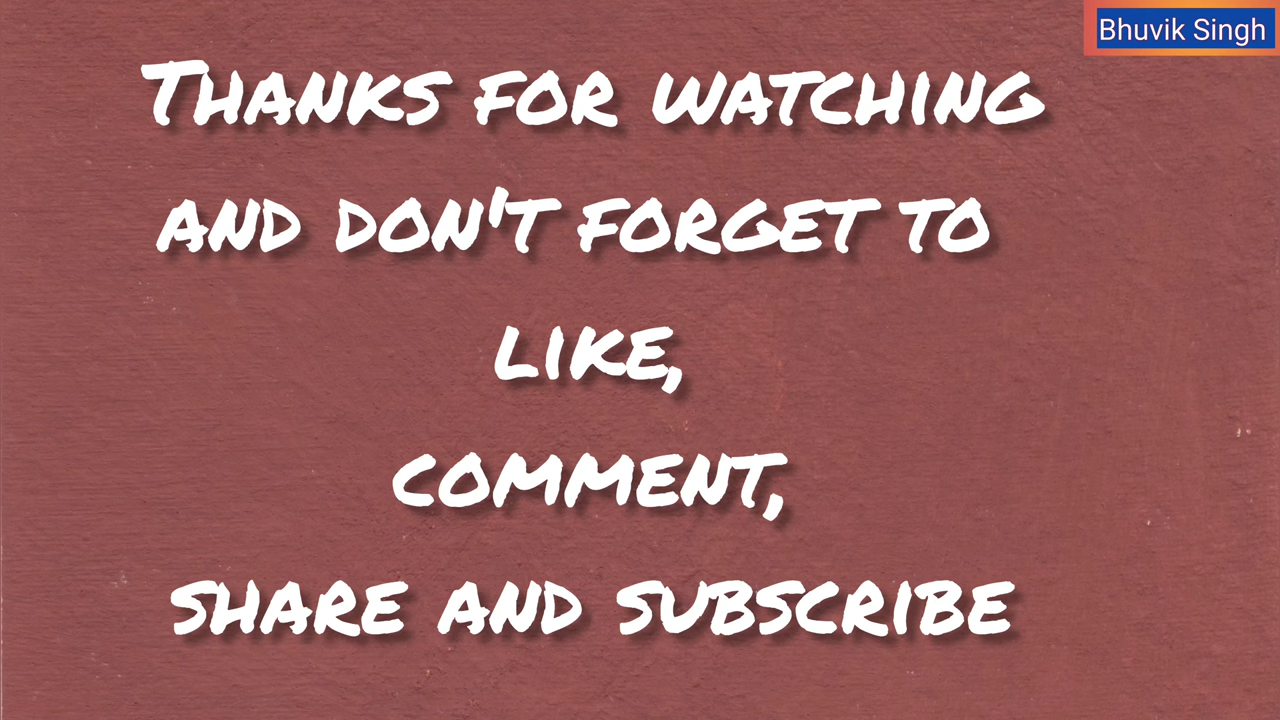 Bhuvik Singh
THANKS FOR WATCHING
AND DON'T FORGET TO
LIKE,
COMMENT,
SHARE AND SUBSCRIBE